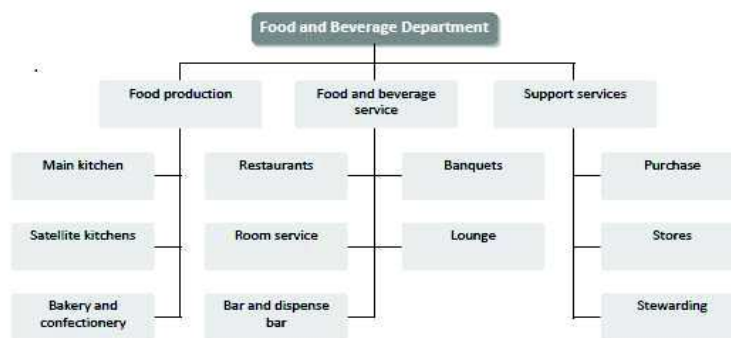 Food and Beverage Department
Food production
Food and beverage
service
Support services
Main kitchen
Restaurants
Banquets
Purchase
Satellite kitchens
Room service
Lounge
Stores
Bakery and
confectionery
Bar and dispense
bar
Stewarding